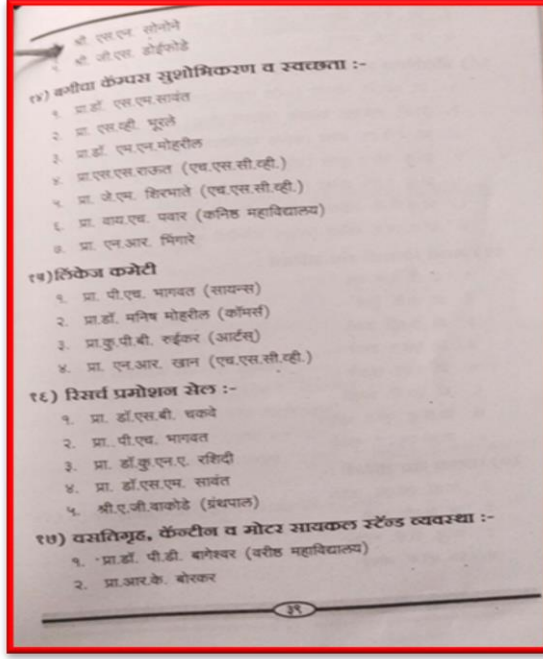 श्री. एस.एन. सोनोने
श्री. जी.एस. डोईफोडे
१४) बगीचा कॅम्पस सुशोभिकरण व स्वच्छता :-
१. प्रा.डॉ. एस.एम.सावंत
२. प्रा. एस.व्ही. भूरले
३. प्रा.डॉ. एम.एन.मोहरील
४. प्रा.एस.एस.राऊत (एच.एस.सी.व्ही.)
५. प्रा. जे.एम. शिरभाते (एच.एस.सी.व्ही.)
६. प्रा. वाय.एच. पवार (कनिष्ठ महाविद्यालय)
७. प्रा. एन.आर. भिंगारे
१५)लिंकेज कमेटी
१. प्रा. पी.एच. भागवत (सायन्स)
२. प्रा.डॉ. मनिष मोहरील (कॉमर्स)
३. प्रा.कु.पी.बी. रुईकर (आर्टस्)
४. प्रा. एन.आर. खान (एच.एस.सी.व्ही.)
१६) रिसर्च प्रमोशन सेल :-
१. प्रा. डॉ.एस.बी. चकवे
२. प्रा. पी.एच. भागवत
३. प्रा. डॉ.कु.एन.ए. रशिदी
४. प्रा. डॉ.एस.एम. सावंत
५. श्री.ए.जी.वाकोडे (ग्रंथपाल)
१७) वसतिगृह, कॅन्टीन व मोटर सायकल स्टॅन्ड व्यवस्था :-
१. प्रा.डॉ. पी.डी. बागेश्वर (वरीष्ठ महाविद्यालय)
२. प्रा.आर.के. बोरकर
३९